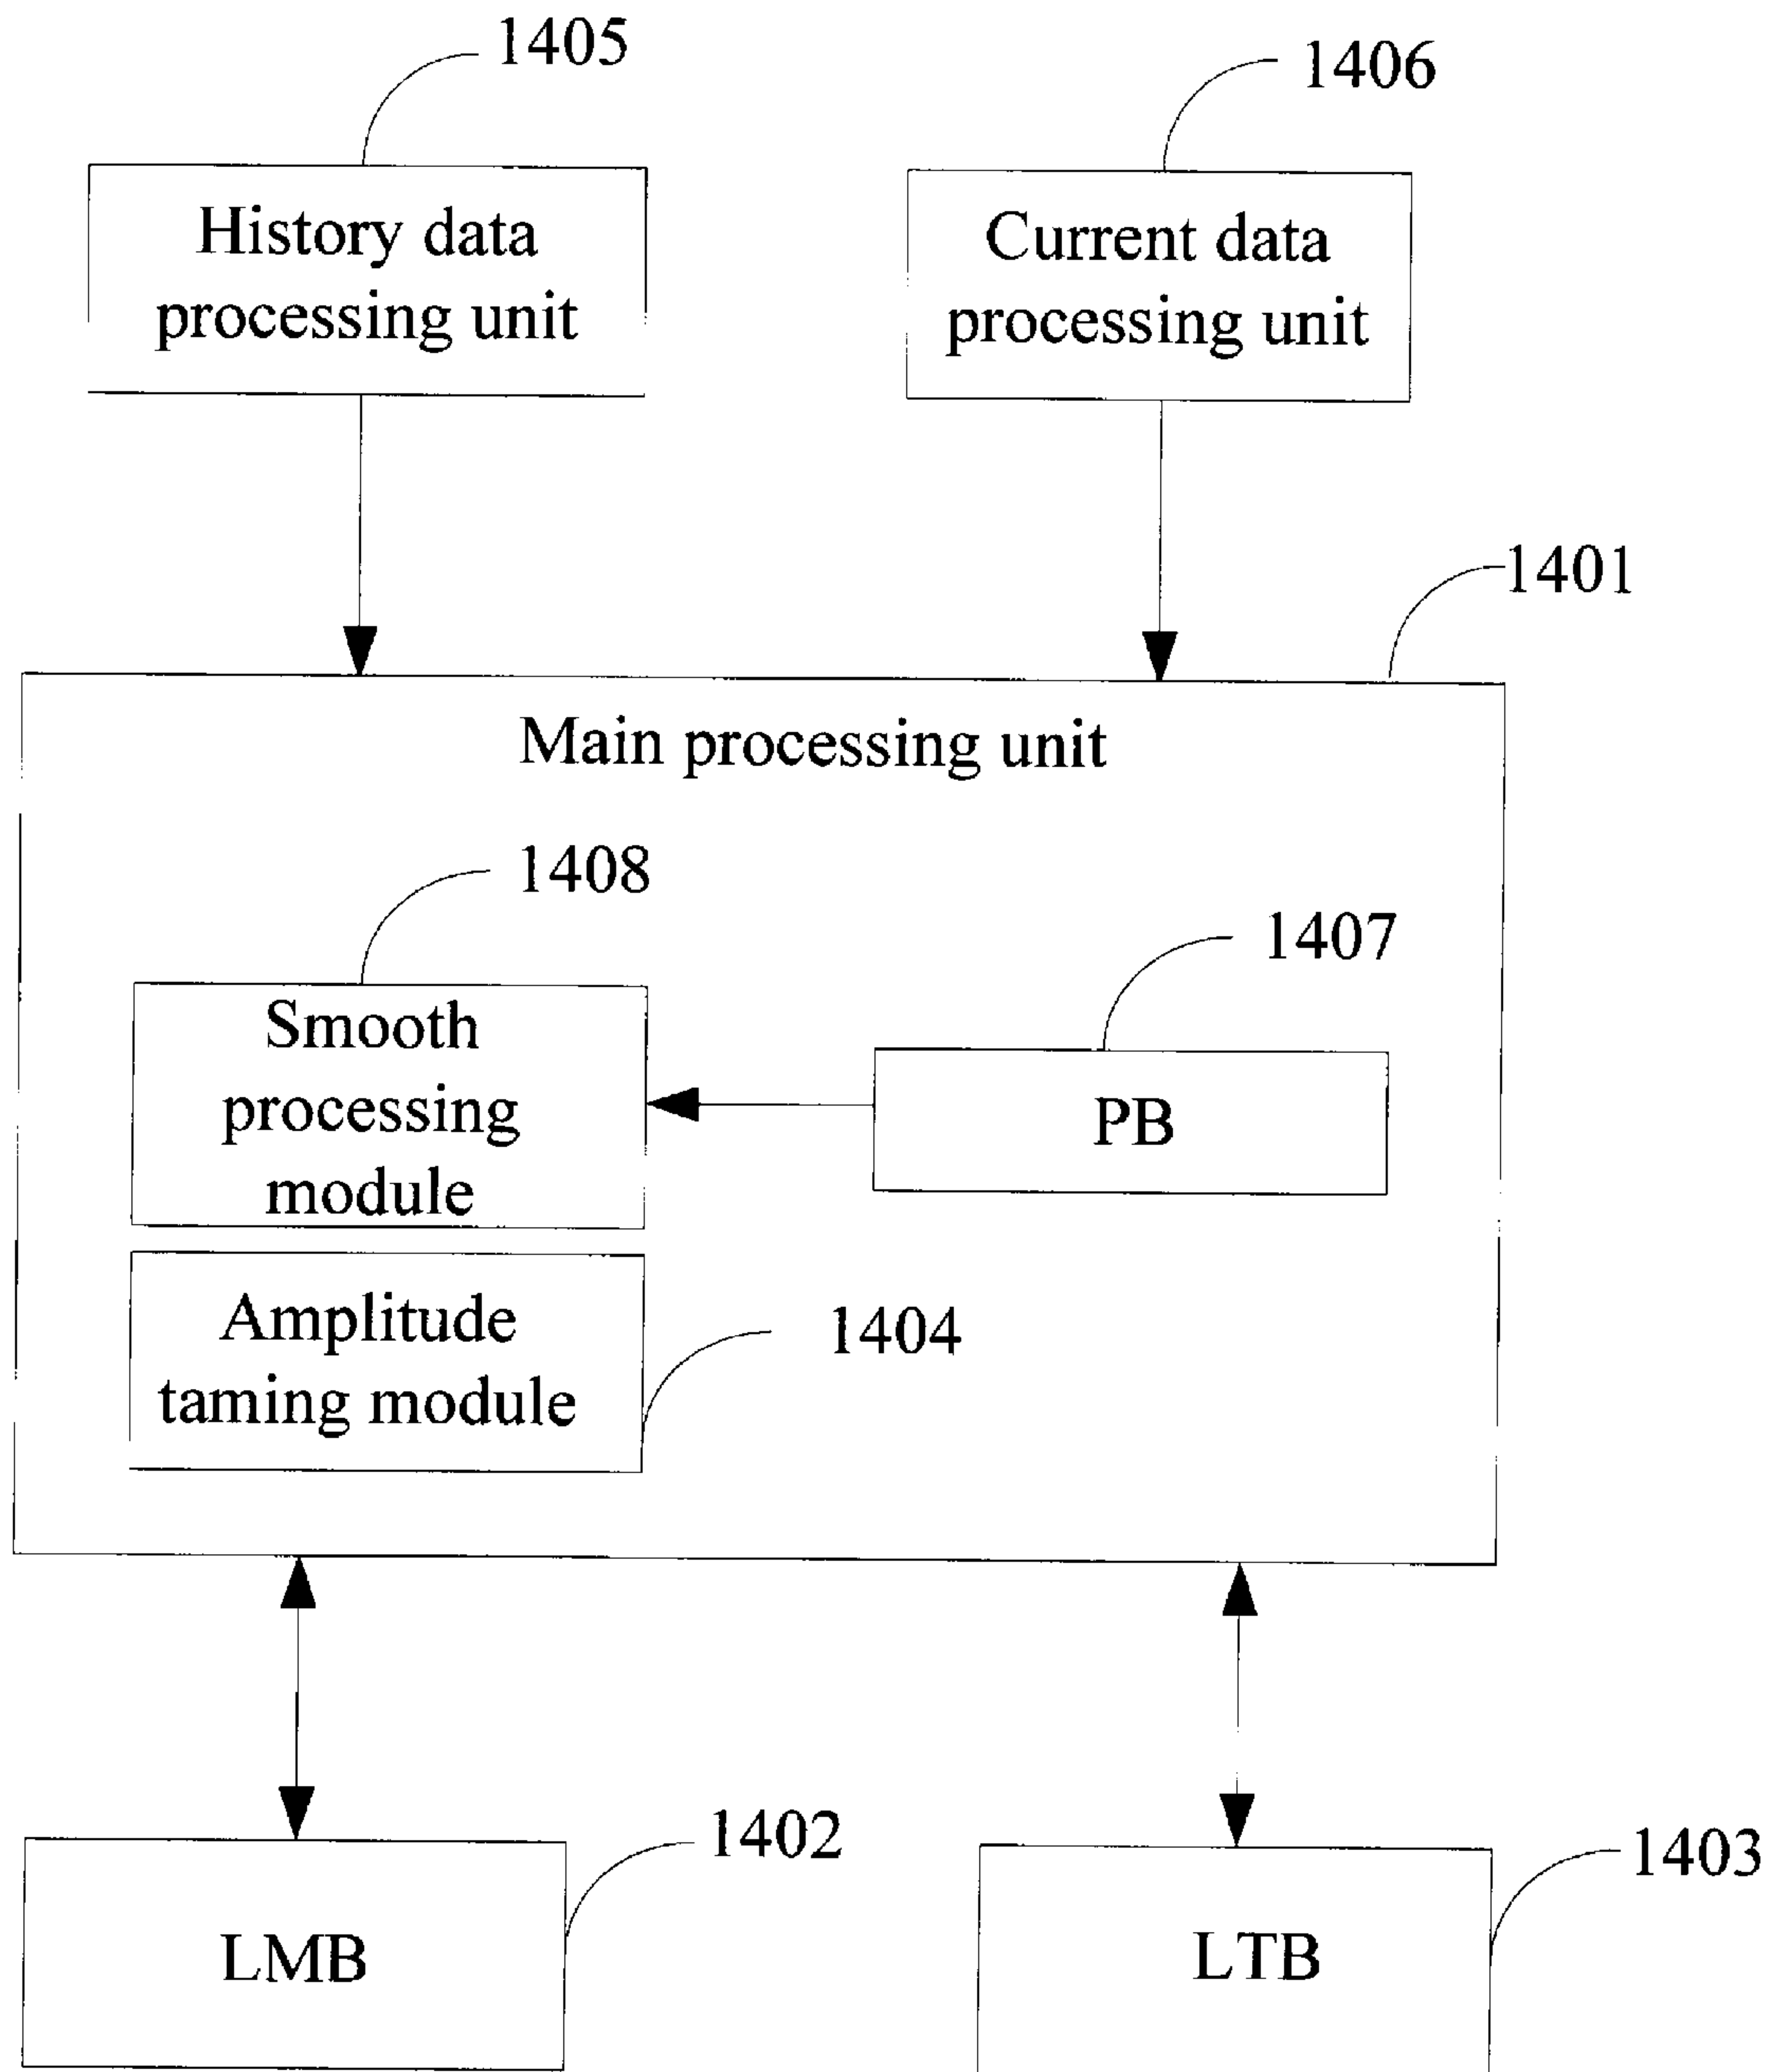 1405
1406
History data
processing unit
Current data
processing unit
1401
Main processing unit
1408
1407
Smooth
processing
module
PB
Amplitude
taming module
1404
1402
1403
LMB
LTB